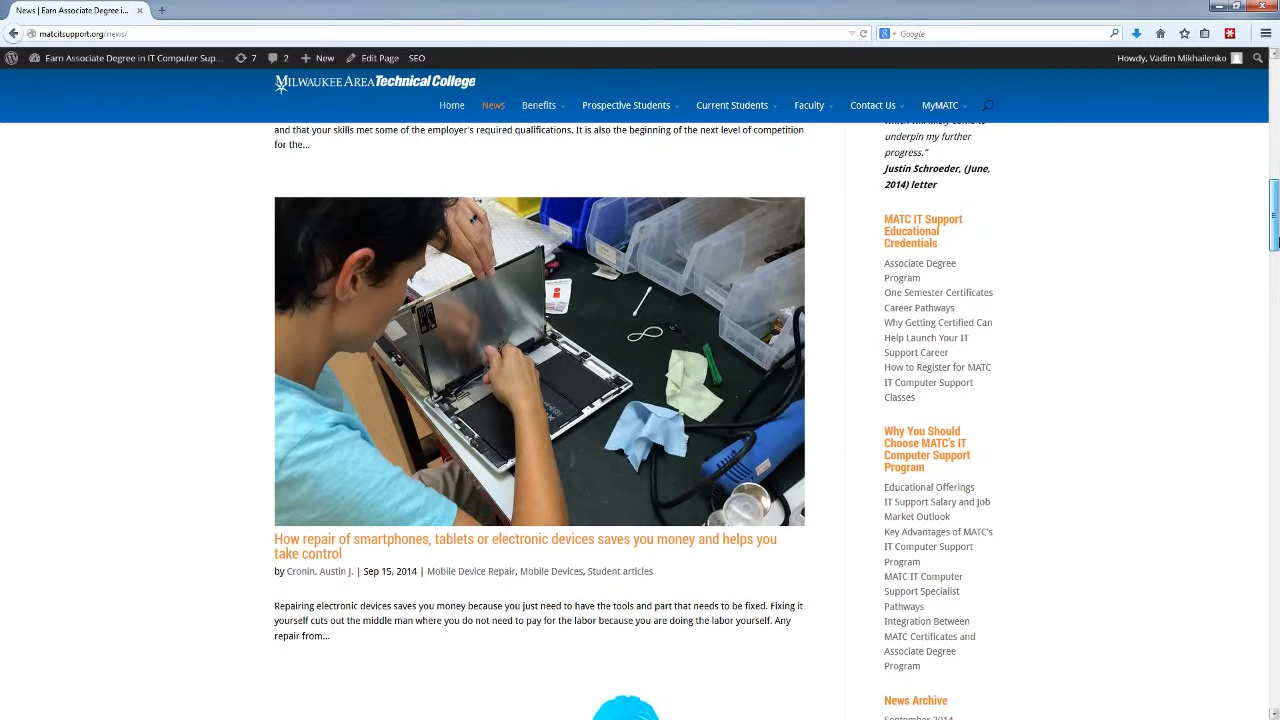 News | Earn Associate Degree i...
matcitsupport.org/news/
Google
Earn Associate Degree in IT Computer Sup...
7
2
New
Edit Page
SEO
Howdy, Vadim Mikhailenko
MILWAUKEE AREA Technical College
Home
News
Benefits
Prospective Students
Current Students
Faculty
Contact Us
MyMATC
and that your skills met some of the employer's required qualifications. It is also the beginning of the next level of competition
for the...
How repair of smartphones, tablets or electronic devices saves you money and helps you
take control
by Cronin, Austin J. | Sep 15, 2014 | Mobile Device Repair, Mobile Devices, Student articles
Repairing electronic devices saves you money because you just need to have the tools and part that needs to be fixed. Fixing it
yourself cuts out the middle man where you do not need to pay for the labor because you are doing the labor yourself. Any
repair from...
which will likely come to
underpin my further
progress.”
Justin Schroeder, (June,
2014) letter
MATC IT Support
Educational
Credentials
Associate Degree
Program
One Semester Certificates
Career Pathways
Why Getting Certified Can
Help Launch Your IT
Support Career
How to Register for MATC
IT Computer Support
Classes
Why You Should
Choose MATC's IT
Computer Support
Program
Educational Offerings
IT Support Salary and Job
Market Outlook
Key Advantages of MATC's
IT Computer Support
Program
MATC IT Computer
Support Specialist
Pathways
Integration Between
MATC Certificates and
Associate Degree
Program
News Archive
September 2014